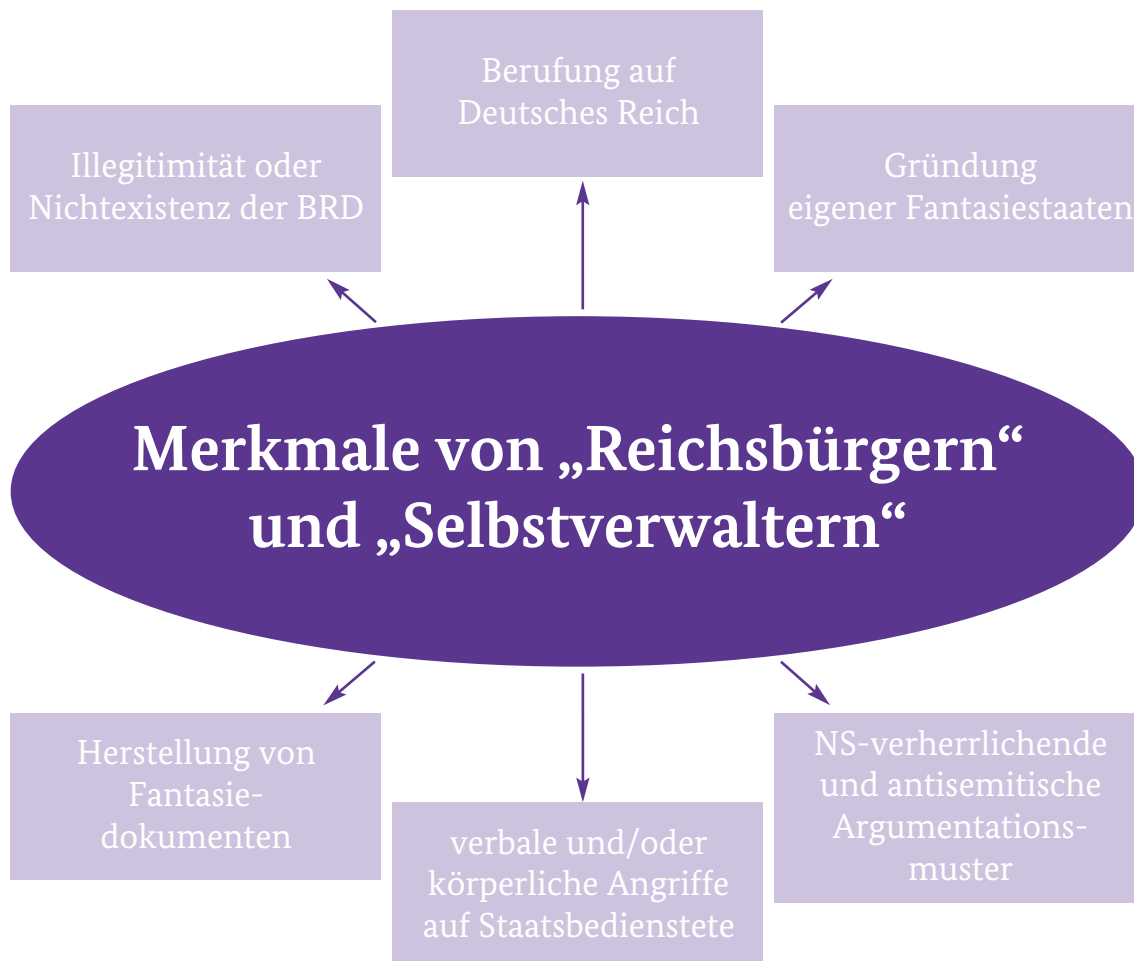 Berufung auf
Deutsches Reich
Illegitimität oder
Nichtexistenz der BRD
Gründung
eigener Fantasiestaaten
Merkmale von „Reichsbürgern“
und „Selbstverwaltern“
Herstellung von
Fantasie-
dokumenten
verbale und/oder
körperliche Angriffe
auf Staatsbedienstete
NS-verherrlichende
und antisemitische
Argumentations-
muster